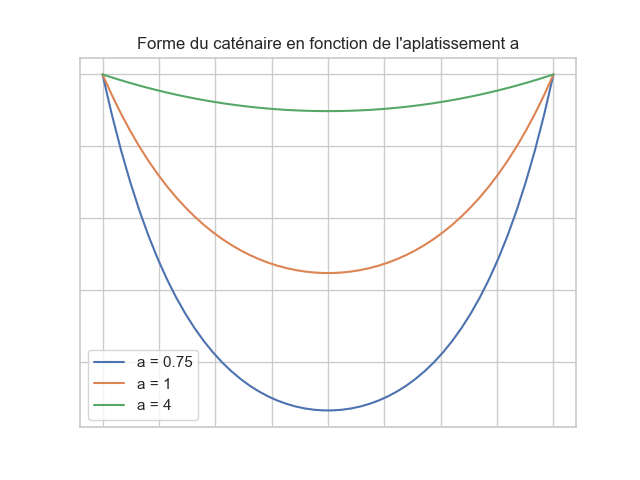 Forme du caténaire en fonction de l'aplatissement a
a = 0.75
a = 1
a = 4